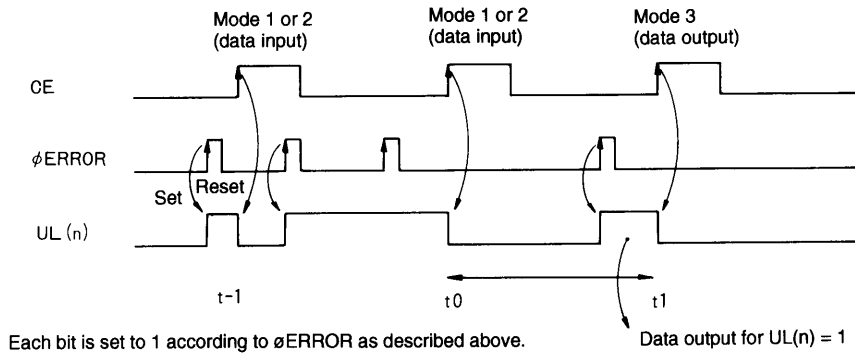 Mode 1 or 2
(data input)
Mode 1 or 2
(data input)
Mode 3
(data output)
CE
øERROR
Set
Reset
UL (n)
t-1
t0
t1
Each bit is set to 1 according to øERROR as described above.
Data output for UL(n) = 1